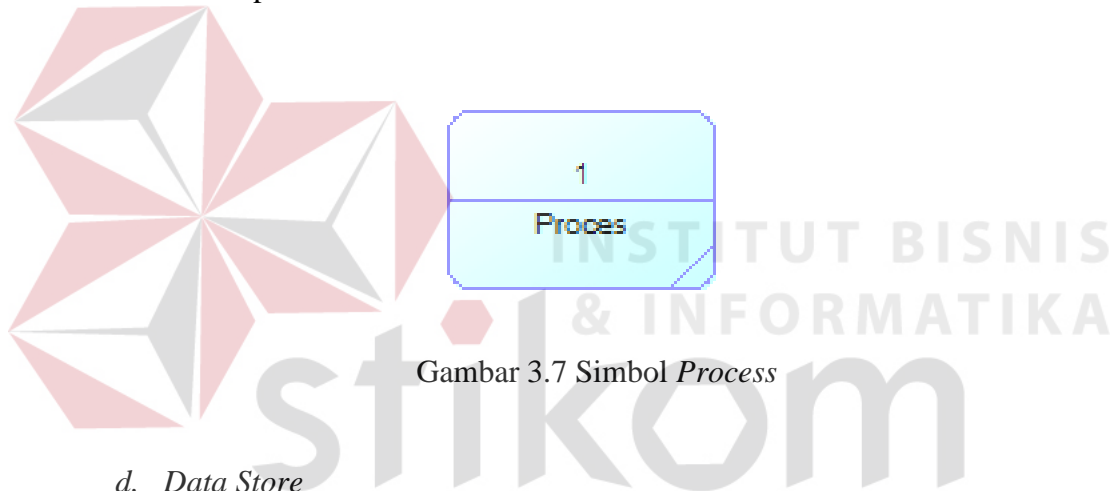 1
Proces
INSTITUT BISNIS
& INFORMATIKA
stikom
Gambar 3.7 Simbol Process
d. Data Store